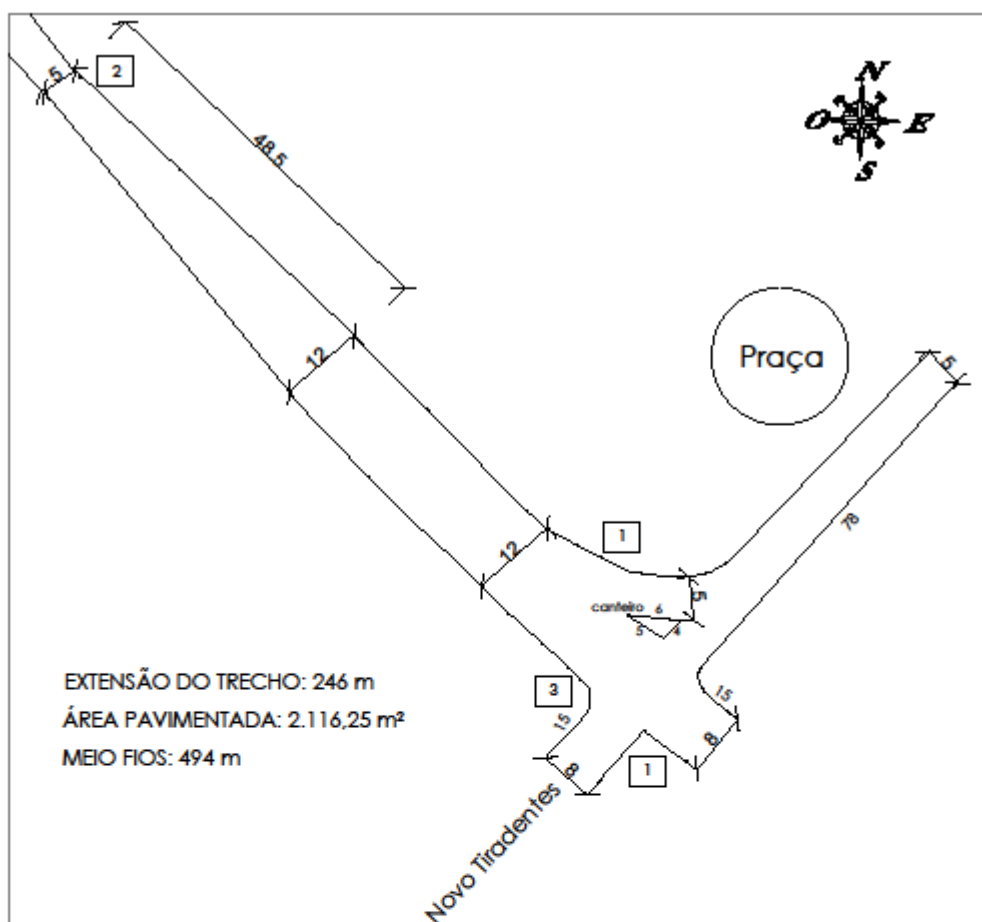 5
2
48,5
N
O
E
S
12
Praça
5
78
12
1
5
canteiro
6
5
4
EXTENSÃO DO TRECHO: 246 m
ÁREA PAVIMENTADA: 2.116,25 m²
MEIO FIOS: 494 m
3
15
15
8
8
1
Novo Tiradentes